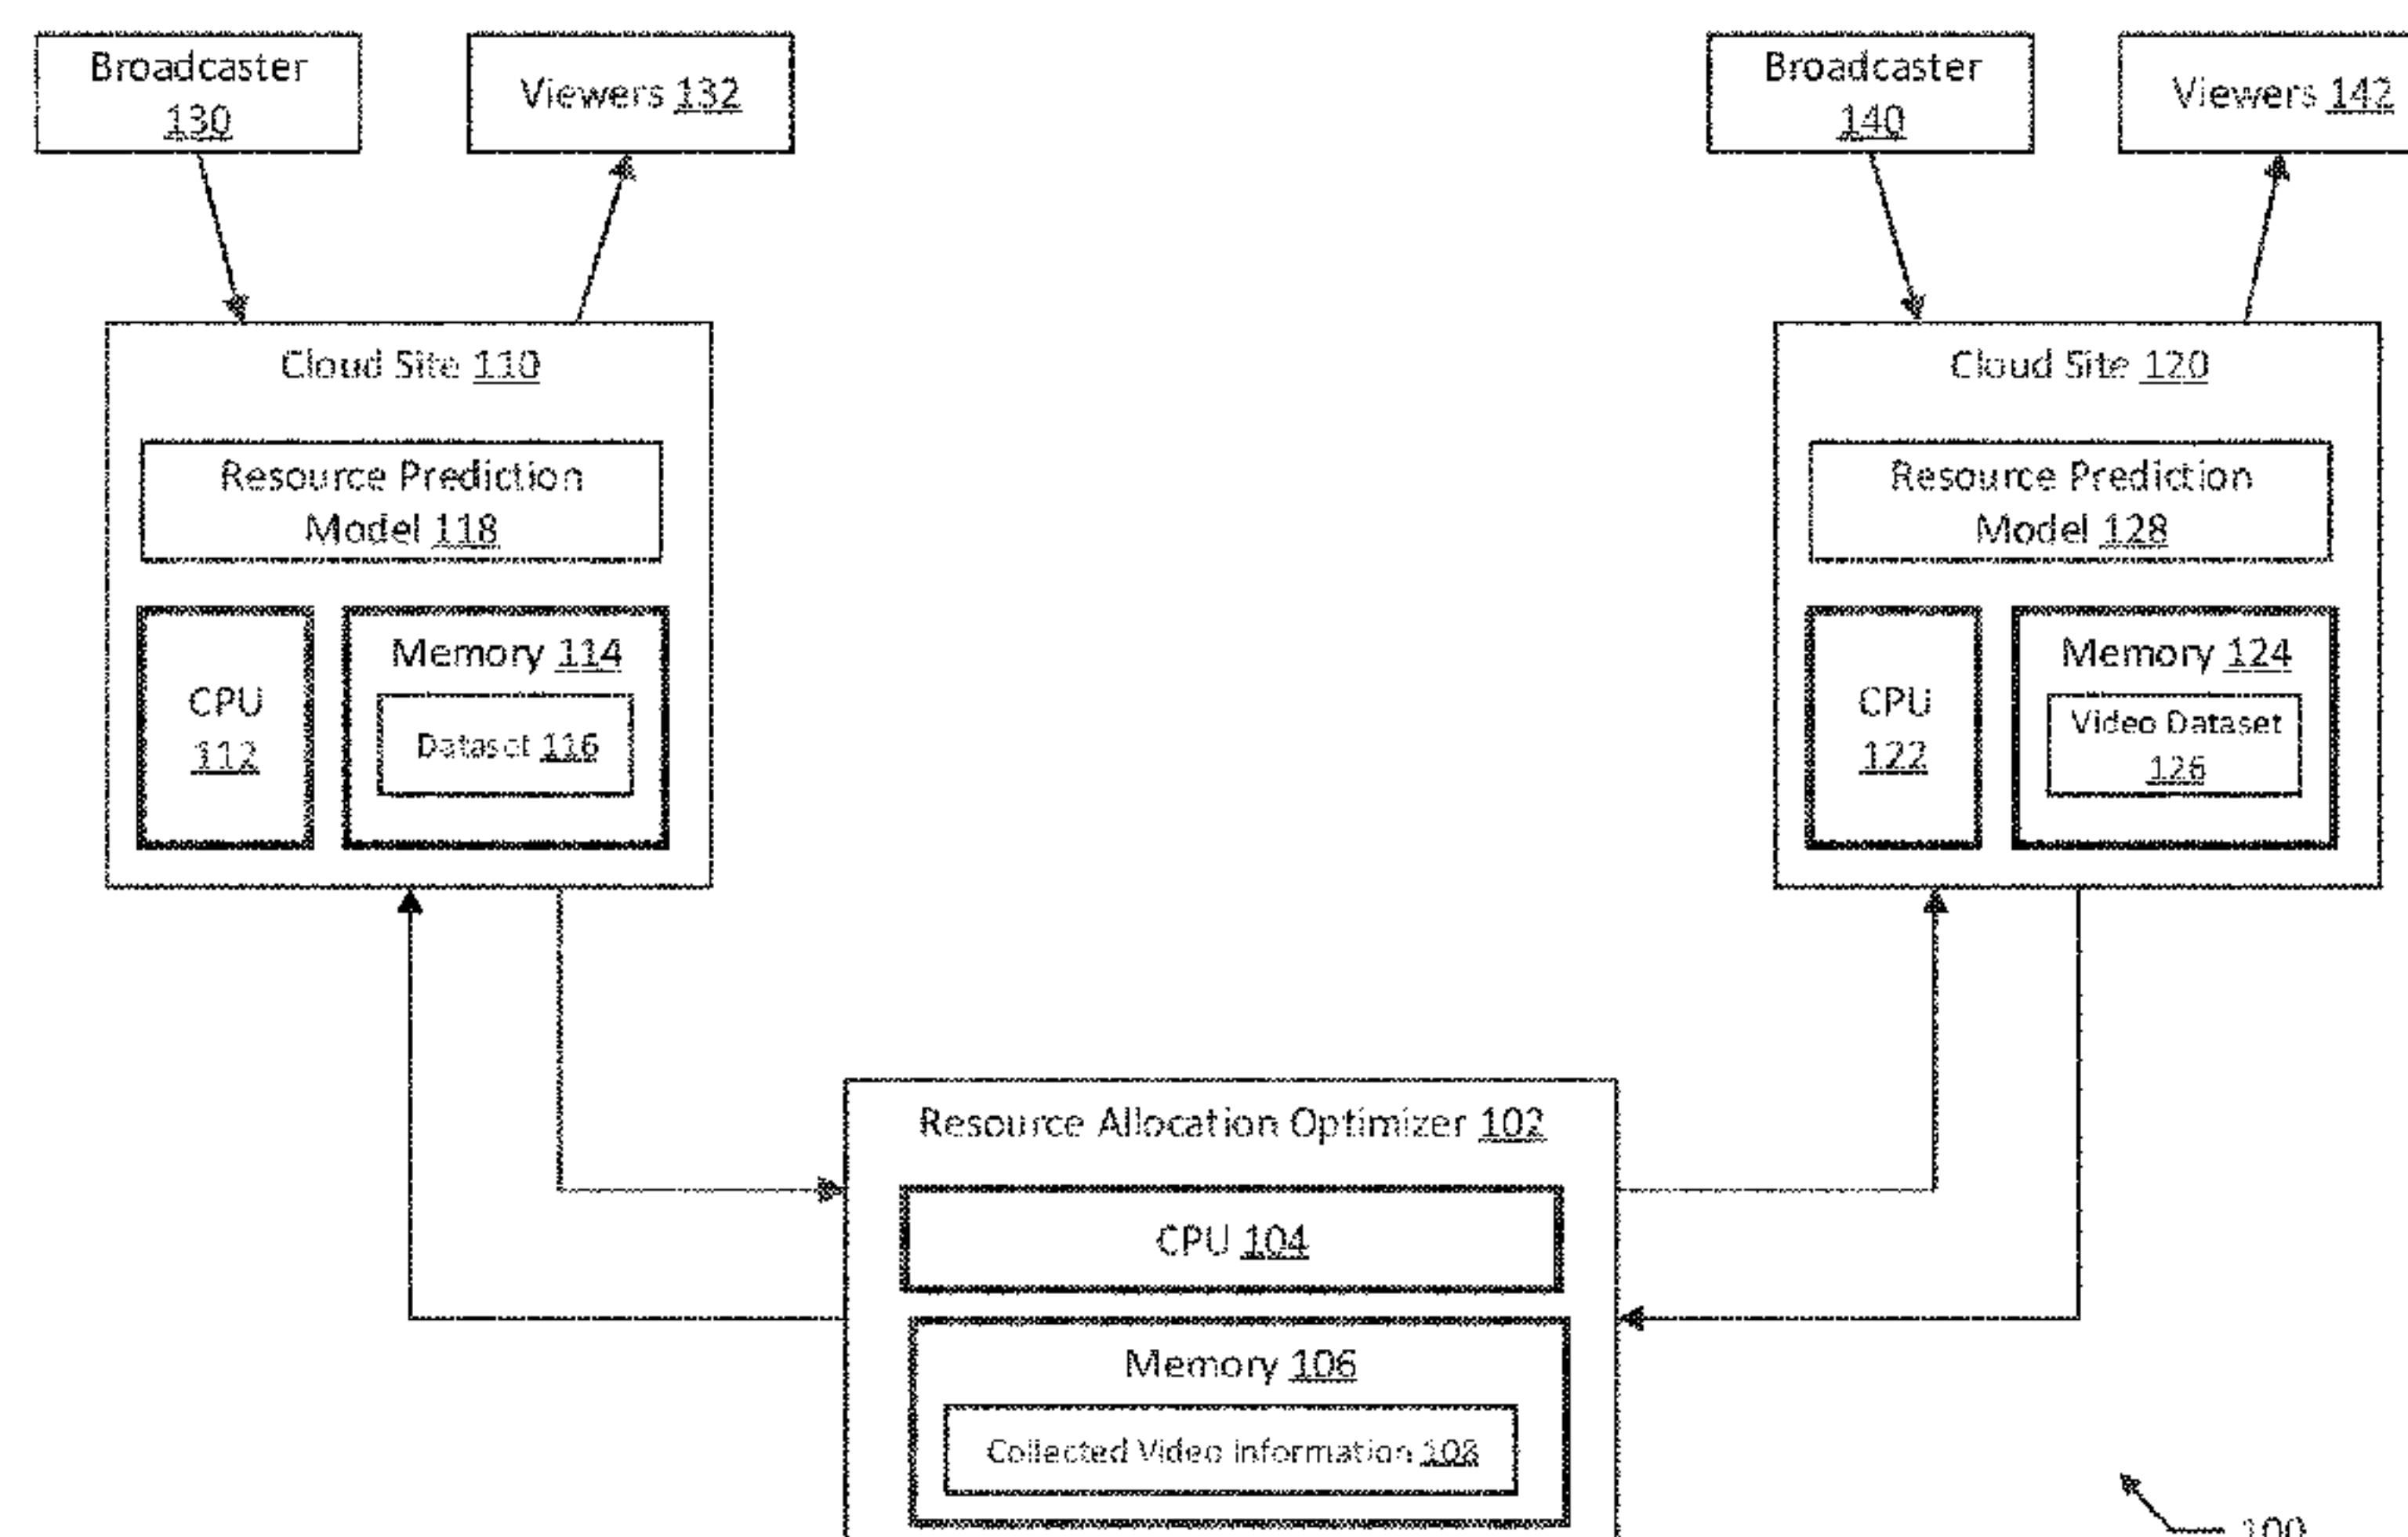 Broadcaster
130
Viewers 132
Broadcaster
140
Viewers 142
Cloud Site 110
Resource Prediction
Model 118
CPU
112
Memory 114
Dataset 116
Cloud Site 120
Resource Prediction
Model 128
CPU
122
Memory 124
Video Dataset
126
Resource Allocation Optimizer 102
CPU 104
Memory 106
Collected Video information 108
100